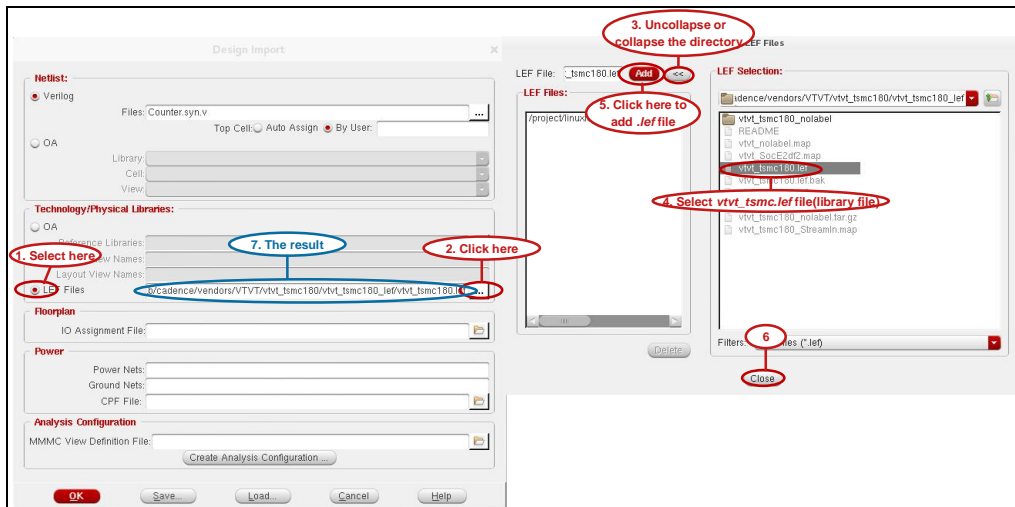 Design Import
Netlist:
Verilog
Files: Counter.syn.v ...
Top Cell: Auto Assign By User:
OA
Library:
Cell:
View:
Technology/Physical Libraries:
OA
Reference Libraries:
View Names:
Layout View Names:
LEF Files /cadence/vendors/VTVT/vtvt_tsmc180/vtvt_tsmc180_lef/vtvt_tsmc180.lef ...
1. Select here
7. The result
2. Click here
Floorplan
IO Assignment File:
Power
Power Nets:
Ground Nets:
CPF File:
Analysis Configuration
MMMC View Definition File:
Create Analysis Configuration ...
OK Save... Load... Cancel Help
3. Uncollapse or
collapse the directory
LEF Files
LEF File: _tsmc180.lef Add <<
LEF Files:
/project/linux
5. Click here to
add .lef file
LEF Selection:
adence/vendors/VTVT/vtvt_tsmc180/vtvt_tsmc180_lef
vtvt_tsmc180_nolabel
README
vtvt_nolabel.map
vtvt_SocE2df2.map
vtvt_tsmc180.lef
vtvt_tsmc180.lef.bak
4. Select vtvt_tsmc.lef file(library file)
vtvt_tsmc180_nolabel.tar.gz
vtvt_tsmc180_StreamIn.map
Delete
Filters: (*.lef)
6
Close